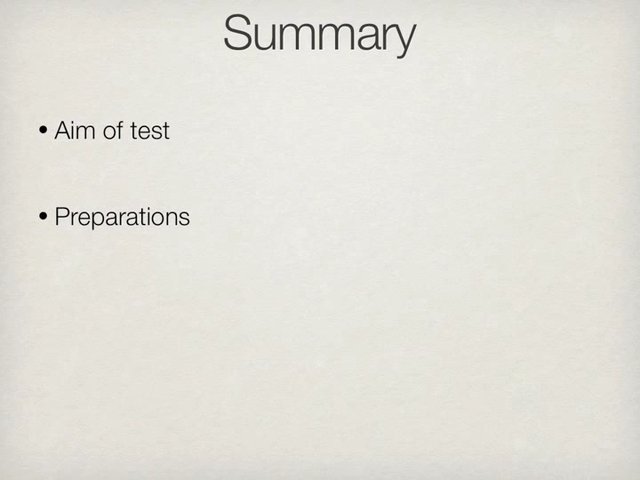 Summary
• Aim of test
• Preparations